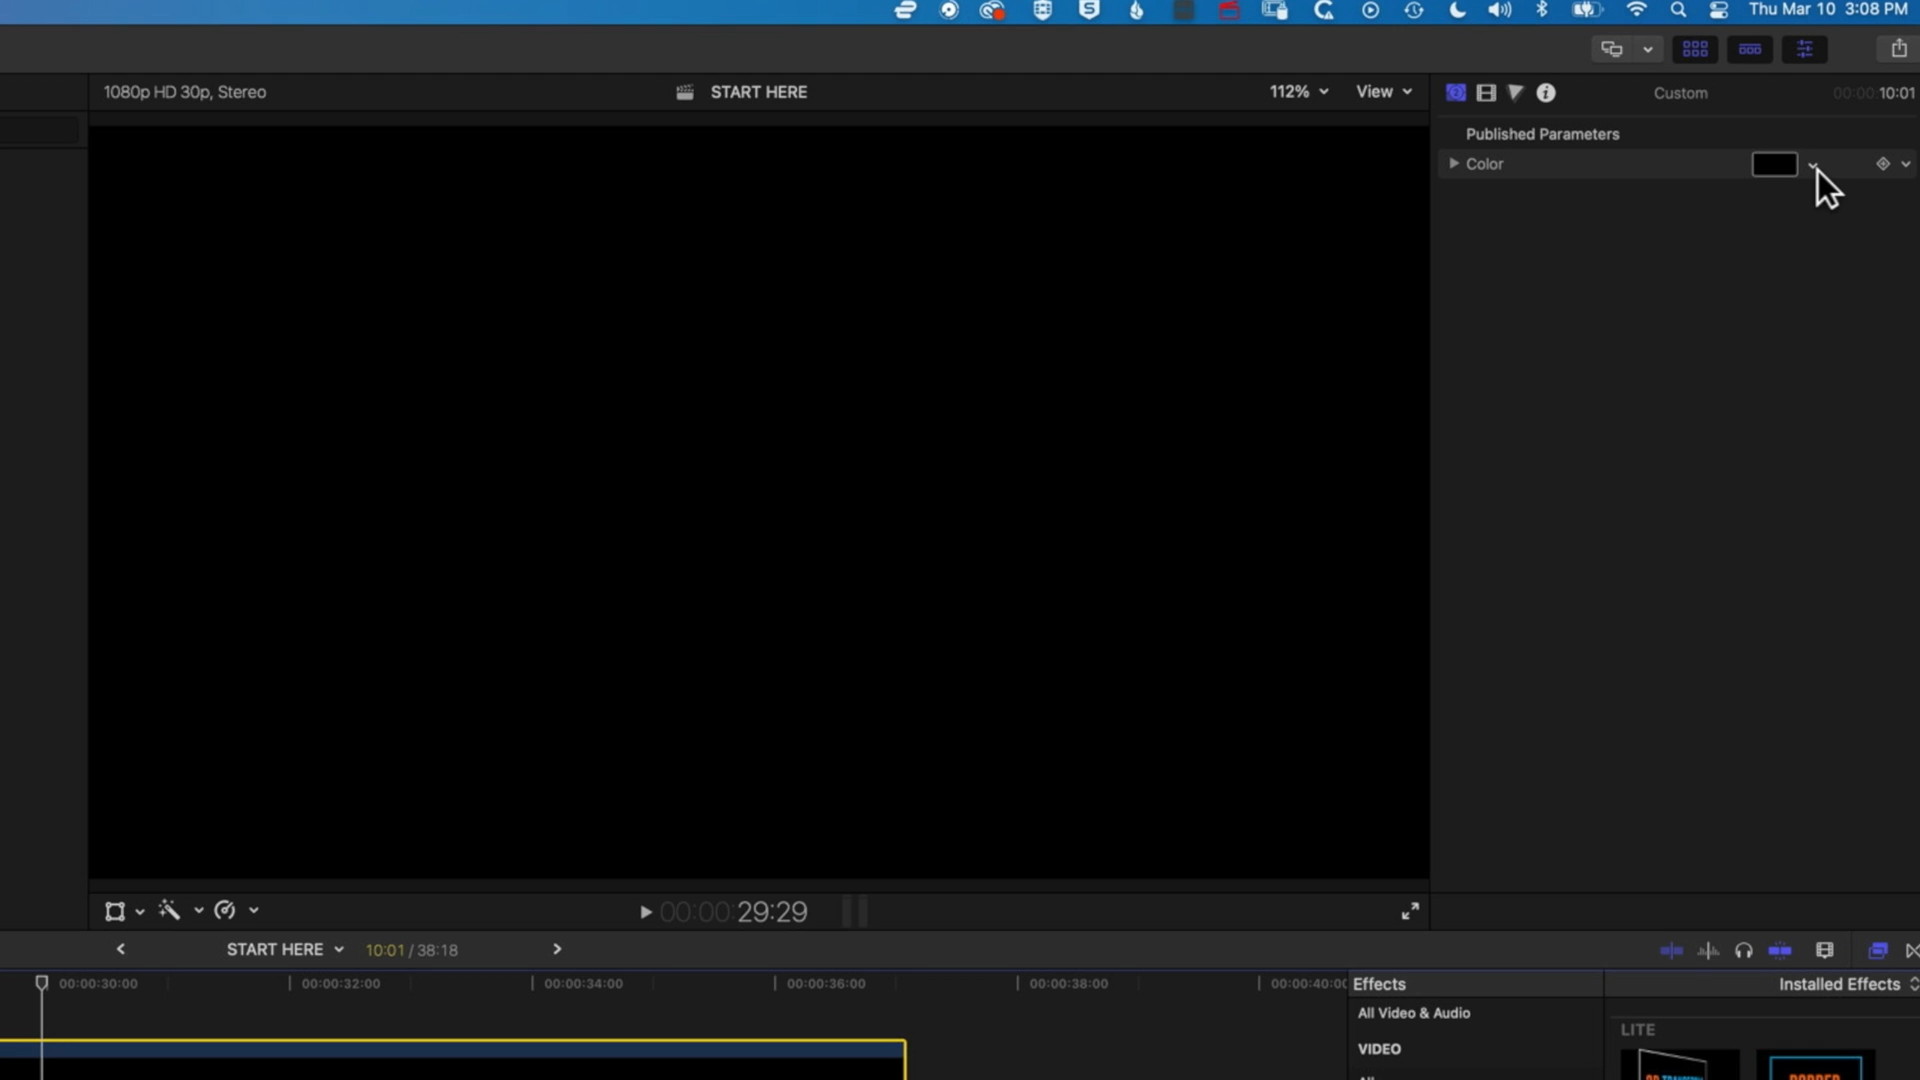 Thu Mar 10 3:08 PM
1080p HD 30p, Stereo
START HERE
112%
View
Custom
00:00:10:01
Published Parameters
Color
00:00:29:29
START HERE
10:01 / 38:18
00:00:30:00
00:00:32:00
00:00:34:00
00:00:36:00
00:00:38:00
00:00:40:00
Effects
Installed Effects
All Video & Audio
LITE
VIDEO